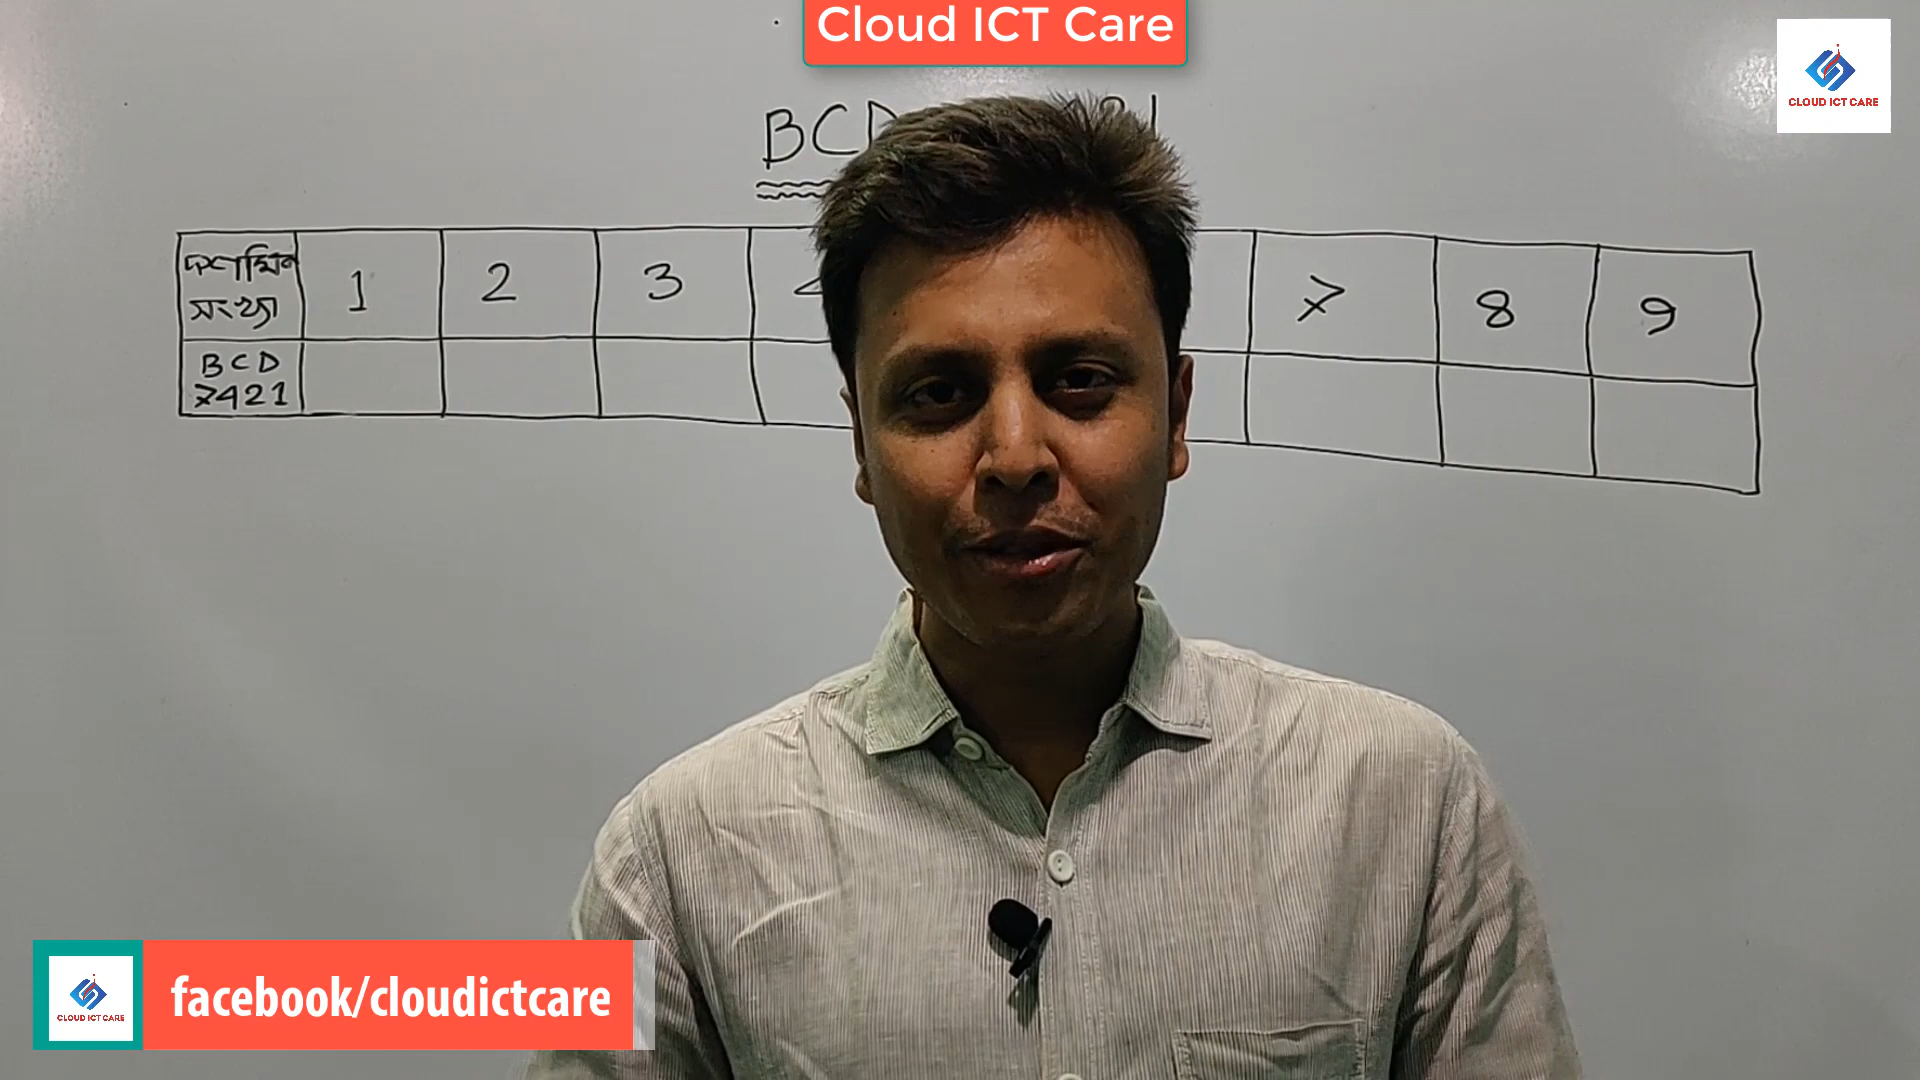 Cloud ICT Care
CLOUD ICT CARE
BCD
দশমিক
সংখ্যা
1 2 3 7 8 9
BCD
7421
facebook/cloudictcare
CLOUD ICT CARE